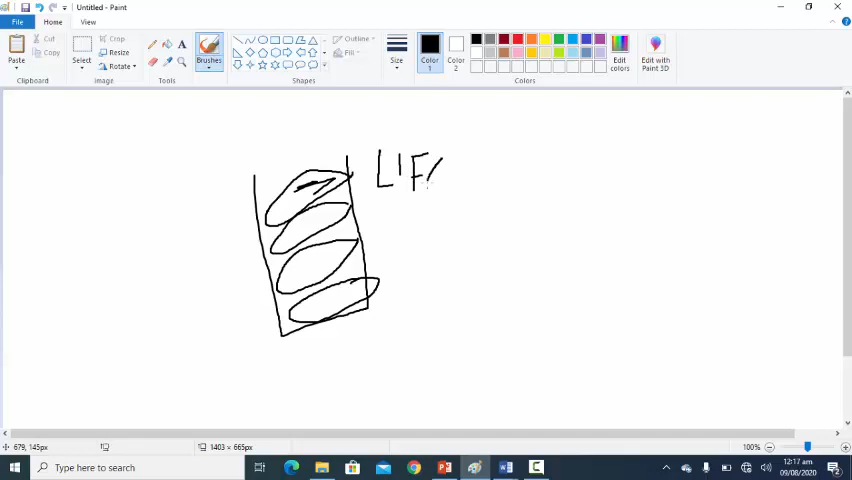 Untitled - Paint
File
Home
View
Paste
Cut
Copy
Clipboard
Select
Crop
Resize
Rotate
Image
A
Tools
Brushes
Outline
Fill
Shapes
Size
Color 1
Color 2
Edit colors
Edit with Paint 3D
Colors
LIF
679, 145px
1403 × 665px
100%
Type here to search
12:17 am
09/08/2020
2